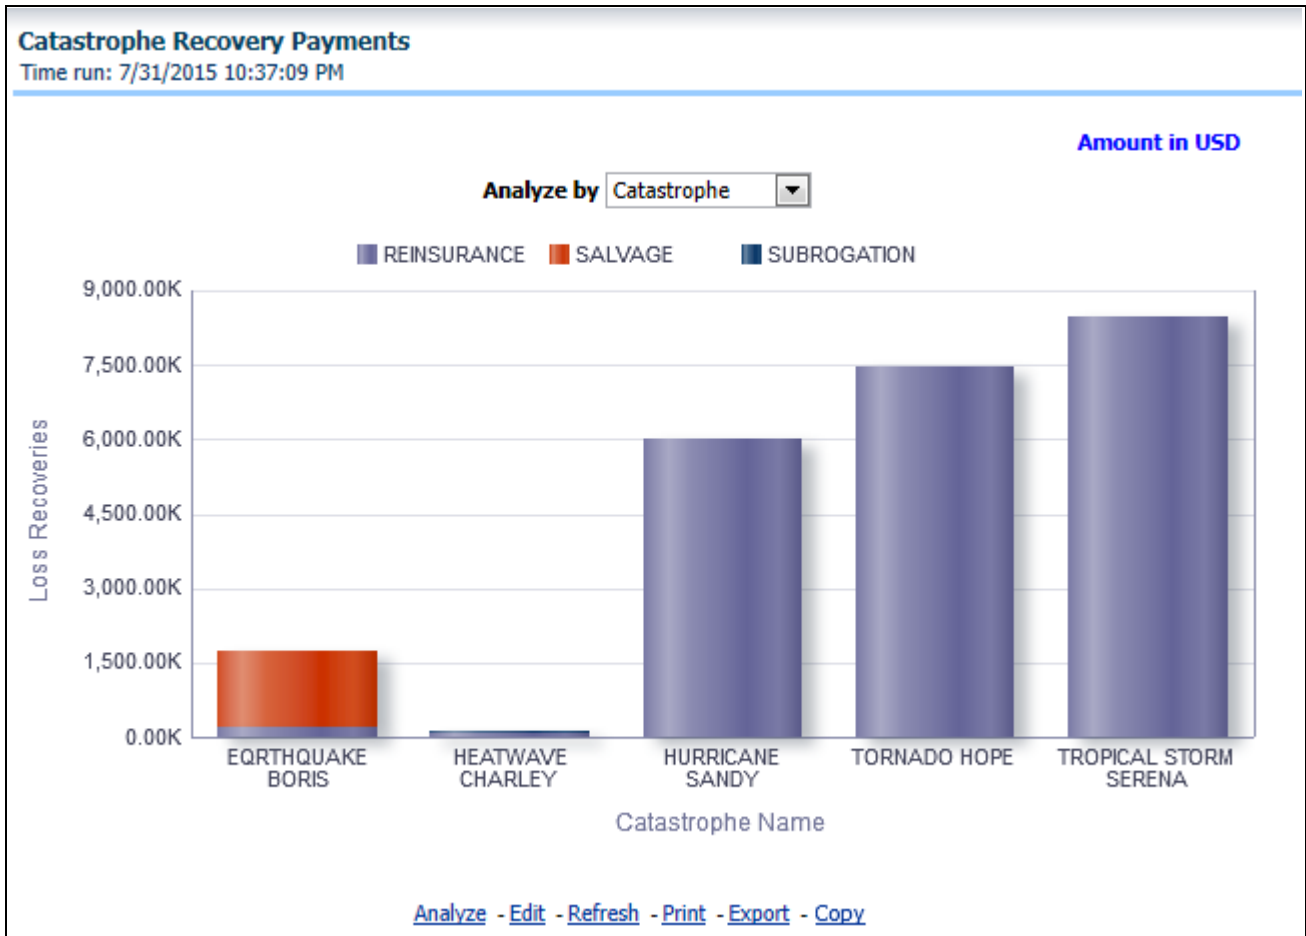 Catastrophe Recovery Payments
Time run: 7/31/2015 10:37:09 PM
Amount in USD
Analyze by Catastrophe
REINSURANCE SALVAGE SUBROGATION
9,000.00K
7,500.00K
6,000.00K
4,500.00K
3,000.00K
1,500.00K
0.00K
Loss Recoveries
EQRTHQUAKE BORIS
HEATWAVE CHARLEY
HURRICANE SANDY
TORNADO HOPE
TROPICAL STORM SERENA
Catastrophe Name
Analyze - Edit - Refresh - Print - Export - Copy